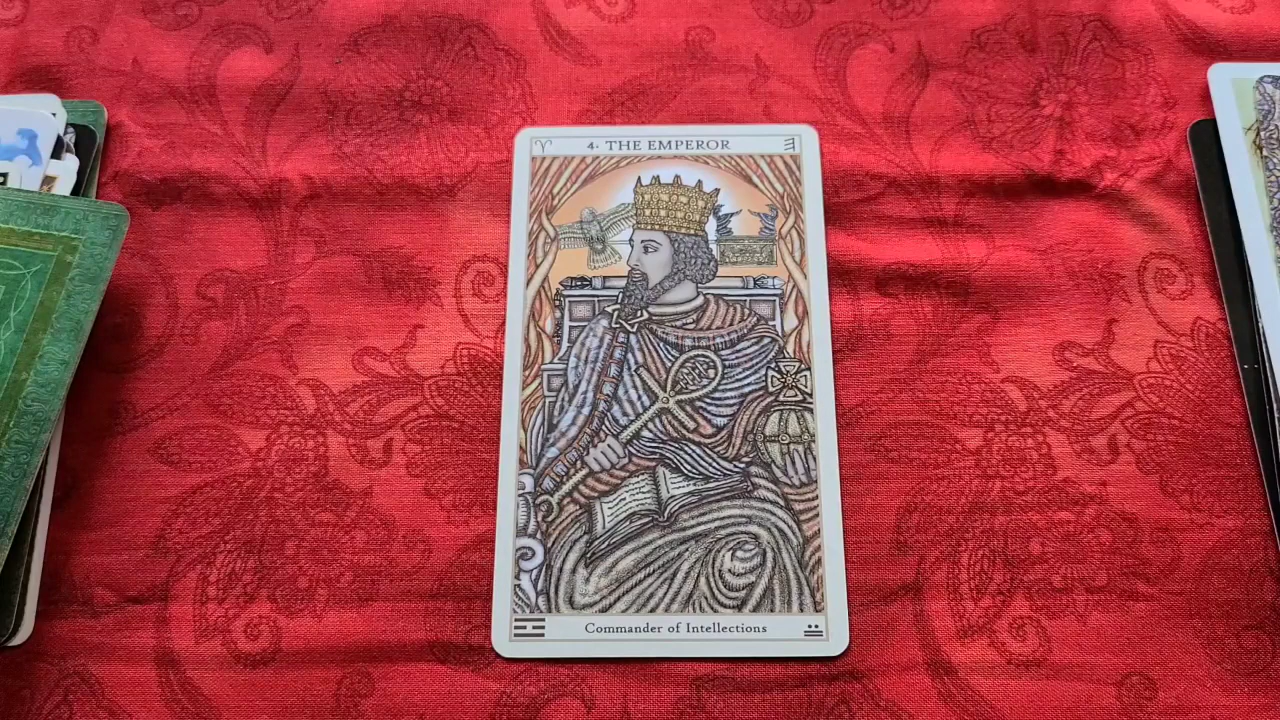 ♈ 4. THE EMPEROR
Commander of Intellections